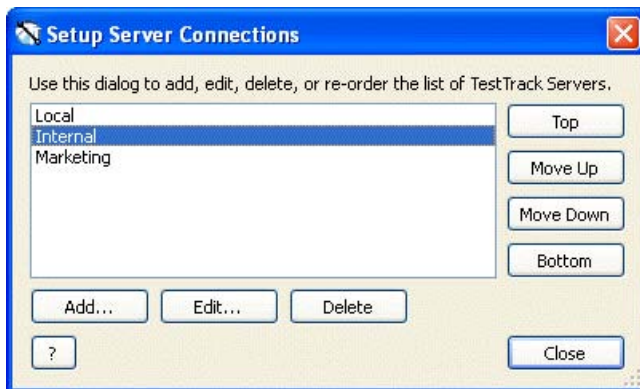 Setup Server Connections
Use this dialog to add, edit, delete, or re-order the list of TestTrack Servers.
Local
Internal
Marketing
Top
Move Up
Move Down
Bottom
Add...
Edit...
Delete
?
Close